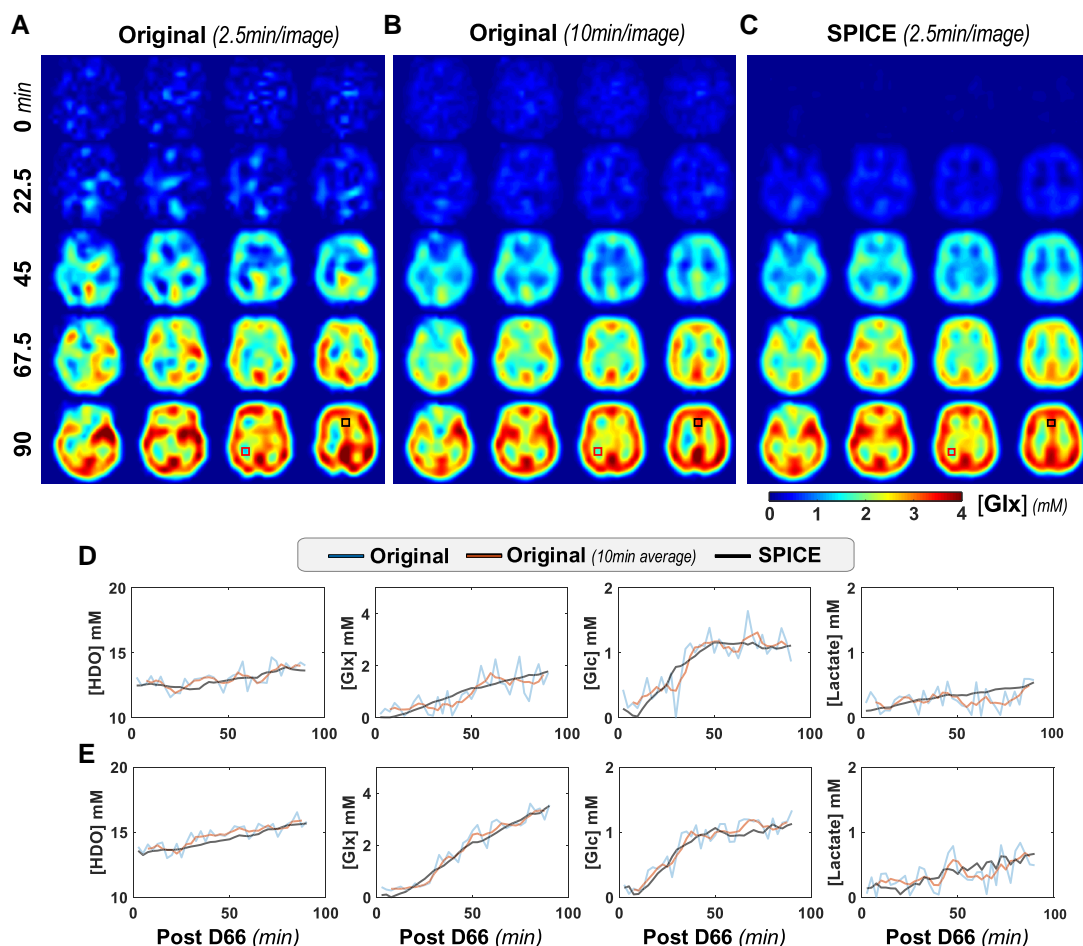 A Original (2.5min/image) B Original (10min/image) C SPICE (2.5min/image)
0 min
22.5
45
67.5
90
0 1 2 3 4 [Glx] (mM)
D
Original Original (10min average) SPICE
[HDO] mM
20
15
10
0 50 100
[Glx] mM
4
2
0
0 50 100
[Glc] mM
2
1
0
0 50 100
[Lactate] mM
2
1
0
0 50 100
E
[HDO] mM
20
15
10
0 50 100
Post D66 (min)
[Glx] mM
4
2
0
0 50 100
Post D66 (min)
[Glc] mM
2
1
0
0 50 100
Post D66 (min)
[Lactate] mM
2
1
0
0 50 100
Post D66 (min)